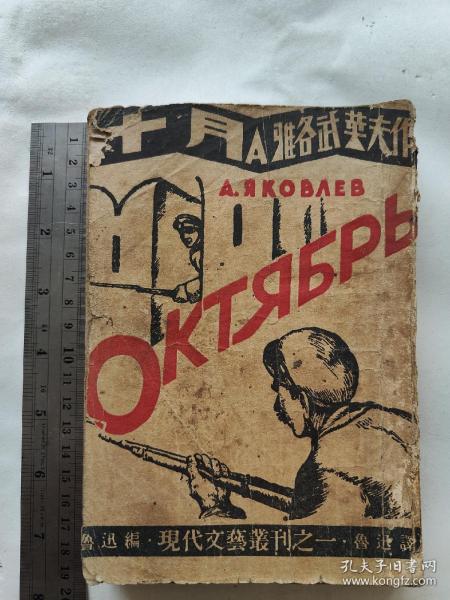 十月 A 雅各武萊夫作
А. ЯКОВЛЕВ
ОКТЯБРЬ
魯迅編·現代文藝叢刊之一·魯迅譯
孔夫子旧书网
www.kongfz.com